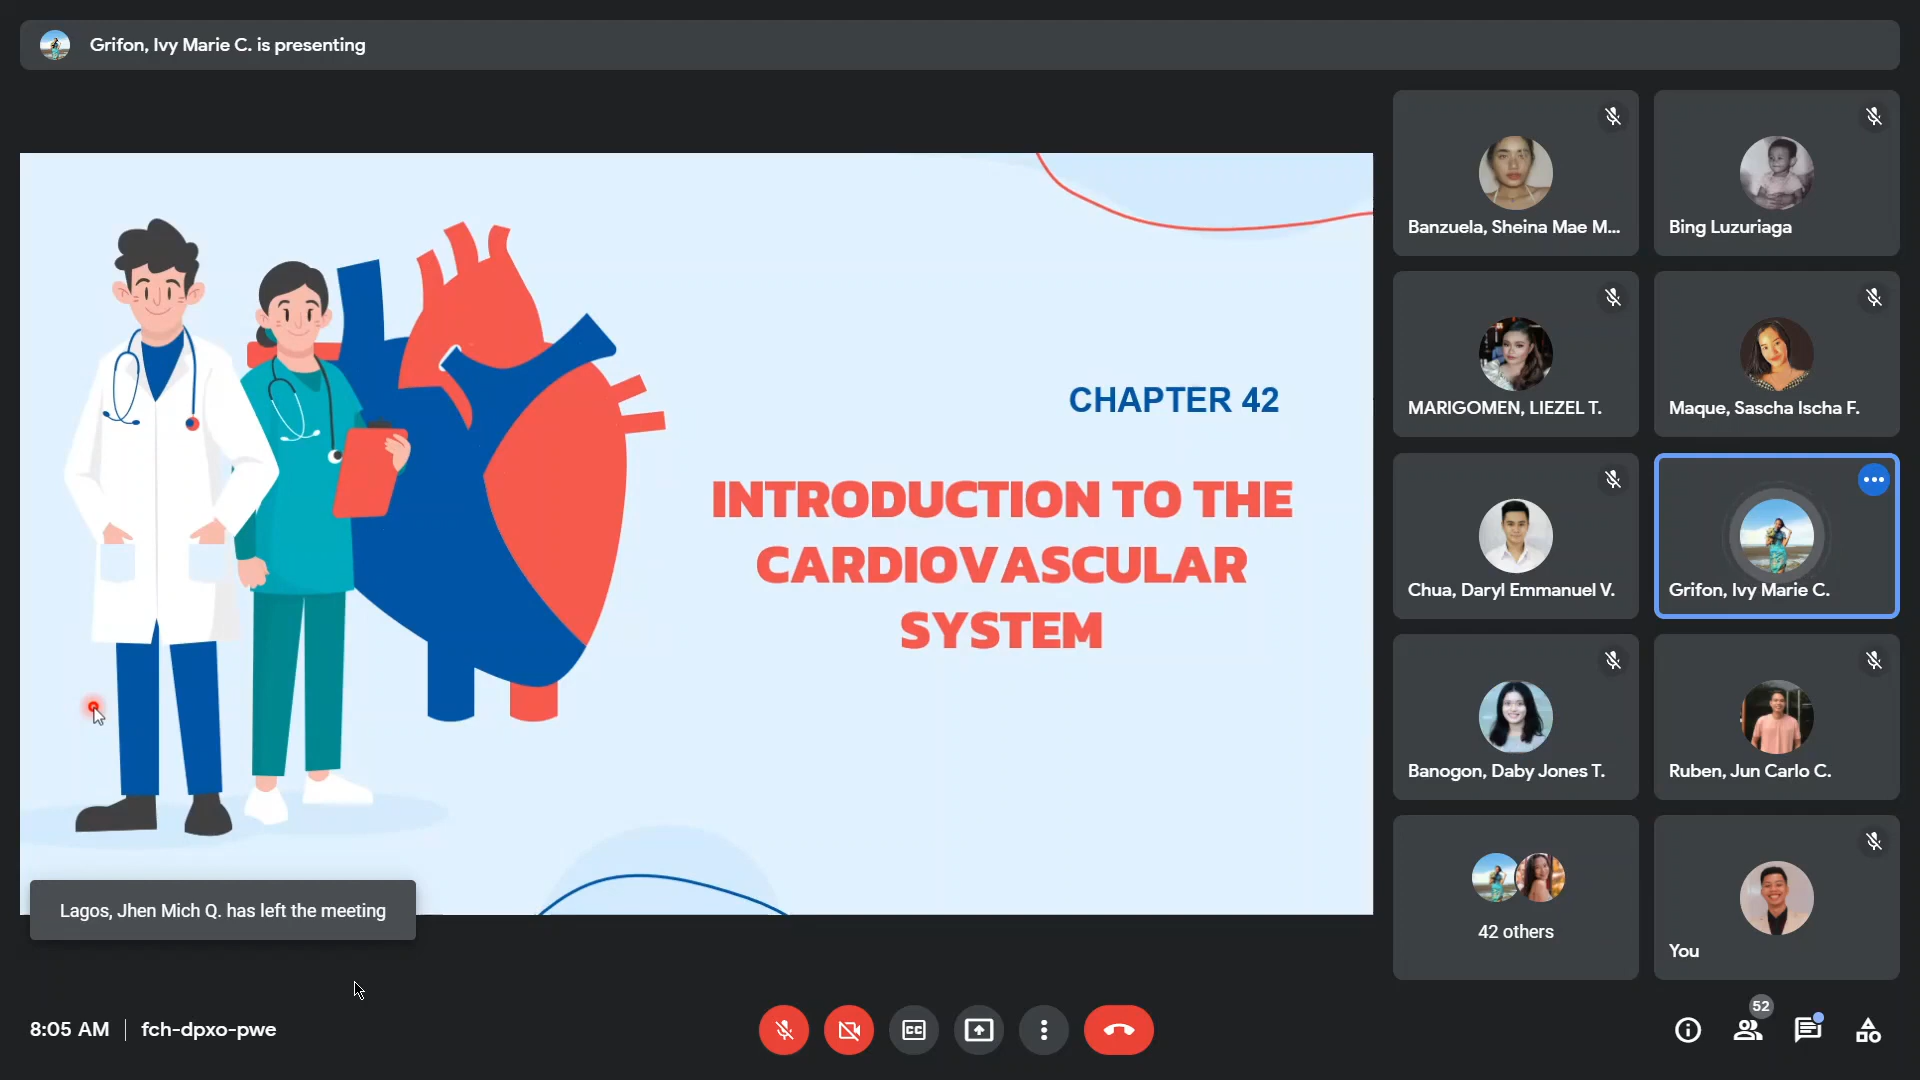 Grifon, Ivy Marie C. is presenting
CHAPTER 42
INTRODUCTION TO THE
CARDIOVASCULAR
SYSTEM
Banzuela, Sheina Mae M...
Bing Luzuriaga
MARIGOMEN, LIEZEL T.
Maque, Sascha Ischa F.
Chua, Daryl Emmanuel V.
Grifon, Ivy Marie C.
Banogon, Daby Jones T.
Ruben, Jun Carlo C.
42 others
You
Lagos, Jhen Mich Q. has left the meeting
8:05 AM | fch-dpxo-pwe
CC
52